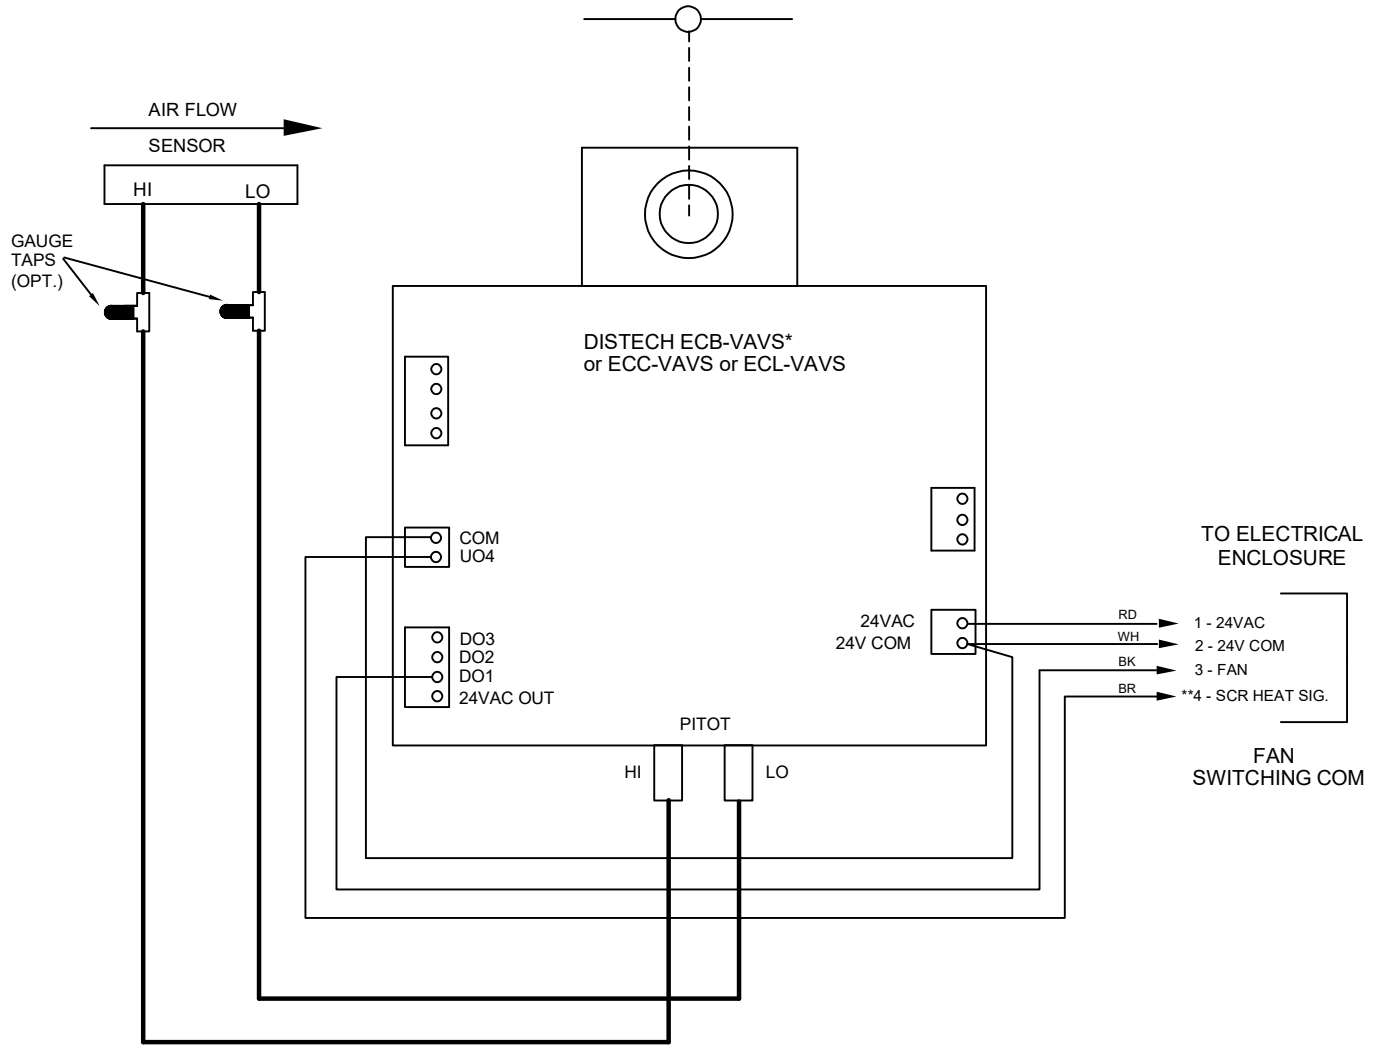 AIR FLOW
SENSOR
HI
LO
GAUGE
TAPS
(OPT.)
DISTECH ECB-VAVS*
or ECC-VAVS or ECL-VAVS
COM
UO4
DO3
DO2
DO1
24VAC OUT
24VAC
24V COM
PITOT
HI
LO
TO ELECTRICAL
ENCLOSURE
RD
1 - 24VAC
WH
2 - 24V COM
BK
3 - FAN
BR
**4 - SCR HEAT SIG.
FAN
SWITCHING COM